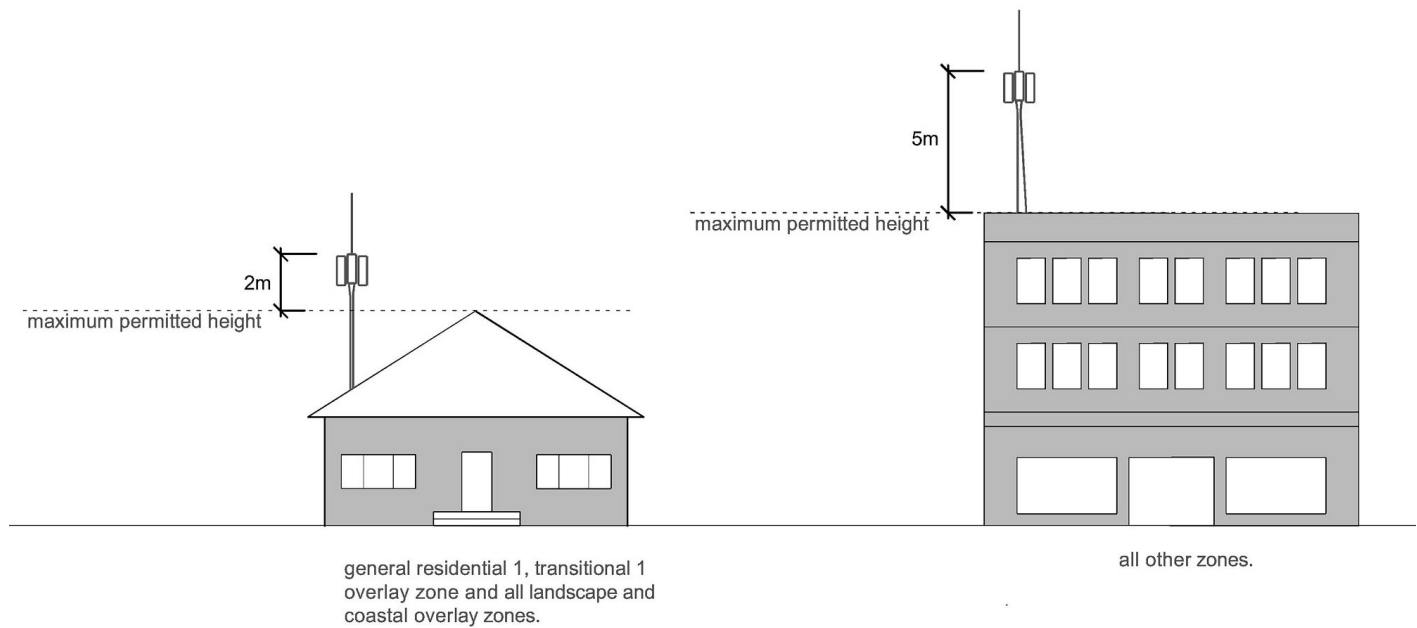 5m
maximum permitted height
2m
maximum permitted height
general residential 1, transitional 1
overlay zone and all landscape and
coastal overlay zones.
all other zones.